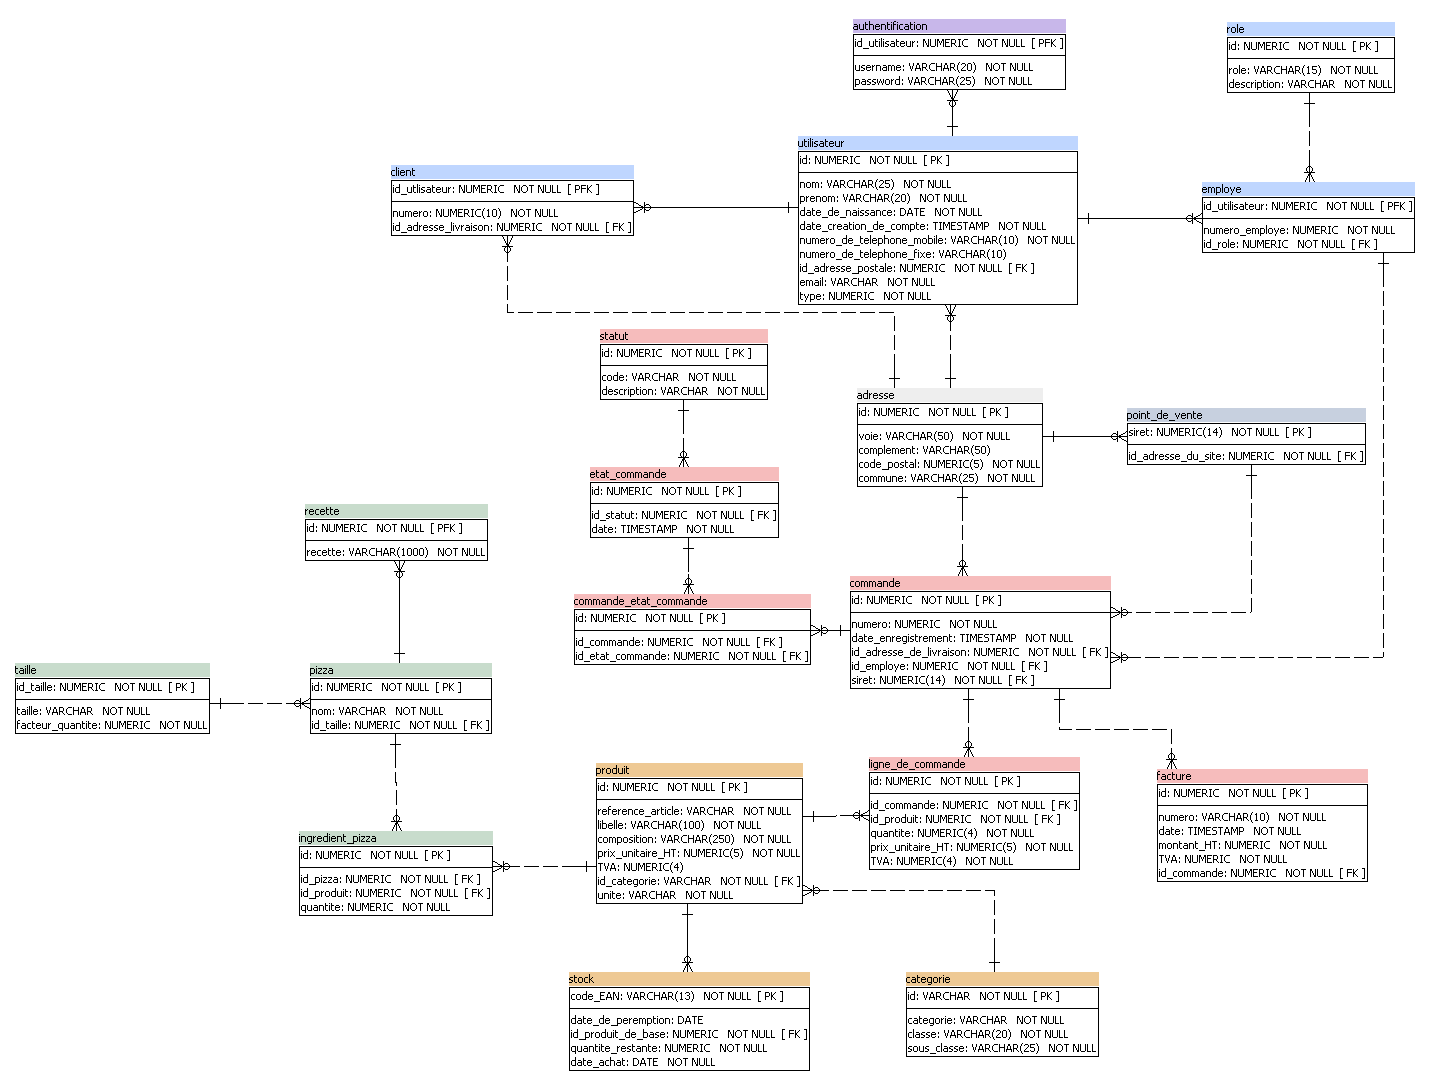 authentification
id_utilisateur: NUMERIC NOT NULL [ PFK ]
username: VARCHAR(20) NOT NULL
password: VARCHAR(25) NOT NULL
role
id: NUMERIC NOT NULL [ PK ]
role: VARCHAR(15) NOT NULL
description: VARCHAR NOT NULL
utilisateur
id: NUMERIC NOT NULL [ PK ]
nom: VARCHAR(25) NOT NULL
prenom: VARCHAR(20) NOT NULL
date_de_naissance: DATE NOT NULL
date_creation_de_compte: TIMESTAMP NOT NULL
numero_de_telephone_mobile: VARCHAR(10) NOT NULL
numero_de_telephone_fixe: VARCHAR(10)
id_adresse_postale: NUMERIC NOT NULL [ FK ]
email: VARCHAR NOT NULL
type: NUMERIC NOT NULL
client
id_utlisateur: NUMERIC NOT NULL [ PFK ]
numero: NUMERIC(10) NOT NULL
id_adresse_livraison: NUMERIC NOT NULL [ FK ]
employe
id_utilisateur: NUMERIC NOT NULL [ PFK ]
numero_employe: NUMERIC NOT NULL
id_role: NUMERIC NOT NULL [ FK ]
statut
id: NUMERIC NOT NULL [ PK ]
code: VARCHAR NOT NULL
description: VARCHAR NOT NULL
adresse
id: NUMERIC NOT NULL [ PK ]
voie: VARCHAR(50) NOT NULL
complement: VARCHAR(50)
code_postal: NUMERIC(5) NOT NULL
commune: VARCHAR(25) NOT NULL
point_de_vente
siret: NUMERIC(14) NOT NULL [ PK ]
id_adresse_du_site: NUMERIC NOT NULL [ FK ]
etat_commande
id: NUMERIC NOT NULL [ PK ]
id_statut: NUMERIC NOT NULL [ FK ]
date: TIMESTAMP NOT NULL
recette
id: NUMERIC NOT NULL [ PFK ]
recette: VARCHAR(1000) NOT NULL
commande_etat_commande
id: NUMERIC NOT NULL [ PK ]
id_commande: NUMERIC NOT NULL [ FK ]
id_etat_commande: NUMERIC NOT NULL [ FK ]
commande
id: NUMERIC NOT NULL [ PK ]
numero: NUMERIC NOT NULL
date_enregistrement: TIMESTAMP NOT NULL
id_adresse_de_livraison: NUMERIC NOT NULL [ FK ]
id_employe: NUMERIC NOT NULL [ FK ]
siret: NUMERIC(14) NOT NULL [ FK ]
taille
id_taille: NUMERIC NOT NULL [ PK ]
taille: VARCHAR NOT NULL
facteur_quantite: NUMERIC NOT NULL
pizza
id: NUMERIC NOT NULL [ PK ]
nom: VARCHAR NOT NULL
id_taille: NUMERIC NOT NULL [ FK ]
produit
id: NUMERIC NOT NULL [ PK ]
reference_article: VARCHAR NOT NULL
libelle: VARCHAR(100) NOT NULL
composition: VARCHAR(250) NOT NULL
prix_unitaire_HT: NUMERIC(5) NOT NULL
TVA: NUMERIC(4)
id_categorie: VARCHAR NOT NULL [ FK ]
unite: VARCHAR NOT NULL
ligne_de_commande
id: NUMERIC NOT NULL [ PK ]
id_commande: NUMERIC NOT NULL [ FK ]
id_produit: NUMERIC NOT NULL [ FK ]
quantite: NUMERIC(4) NOT NULL
prix_unitaire_HT: NUMERIC(5) NOT NULL
TVA: NUMERIC(4) NOT NULL
facture
id: NUMERIC NOT NULL [ PK ]
numero: VARCHAR(10) NOT NULL
date: TIMESTAMP NOT NULL
montant_HT: NUMERIC NOT NULL
TVA: NUMERIC NOT NULL
id_commande: NUMERIC NOT NULL [ FK ]
ingredient_pizza
id: NUMERIC NOT NULL [ PK ]
id_pizza: NUMERIC NOT NULL [ FK ]
id_produit: NUMERIC NOT NULL [ FK ]
quantite: NUMERIC NOT NULL
stock
code_EAN: VARCHAR(13) NOT NULL [ PK ]
date_de_peremption: DATE
id_produit_de_base: NUMERIC NOT NULL [ FK ]
quantite_restante: NUMERIC NOT NULL
date_achat: DATE NOT NULL
categorie
id: VARCHAR NOT NULL [ PK ]
categorie: VARCHAR NOT NULL
classe: VARCHAR(20) NOT NULL
sous_classe: VARCHAR(25) NOT NULL